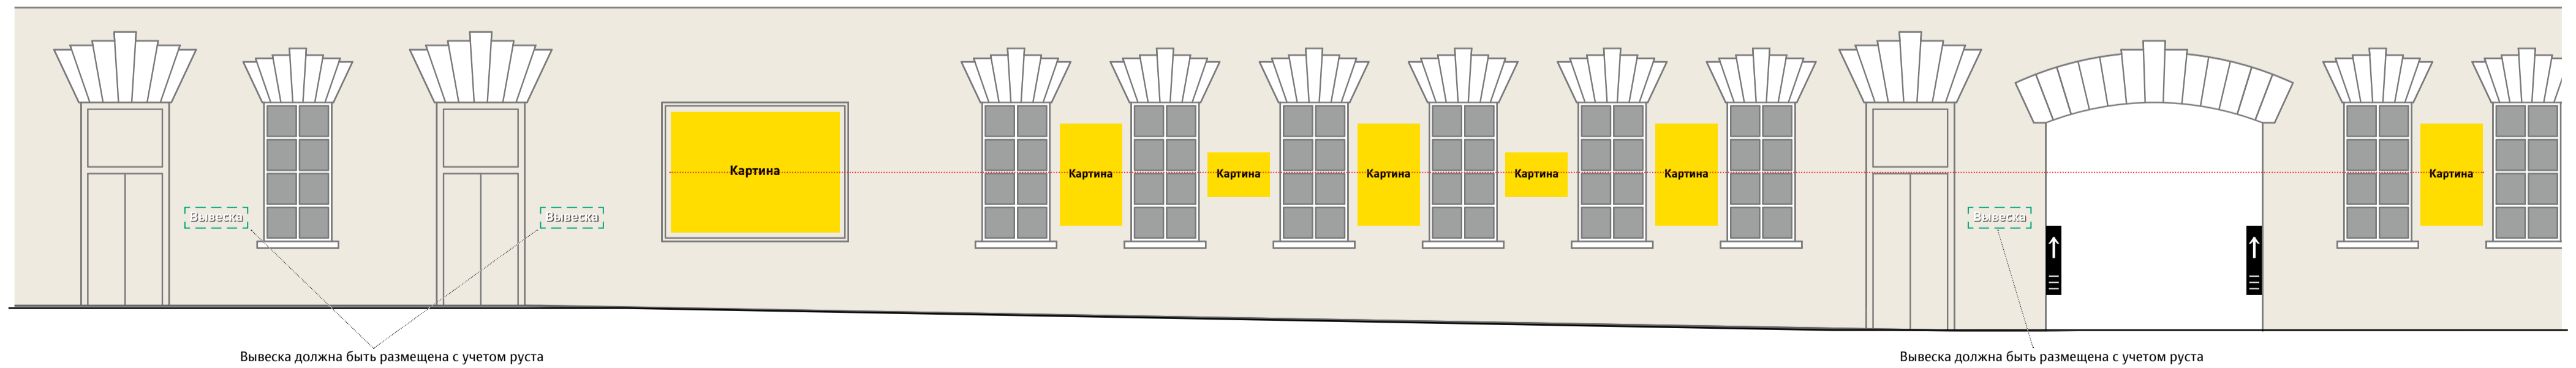 Картина
Картина
Картина
Картина
Картина
Картина
Картина
Вывеска
Вывеска
Вывеска
Вывеска должна быть размещена с учетом руста
Вывеска должна быть размещена с учетом руста